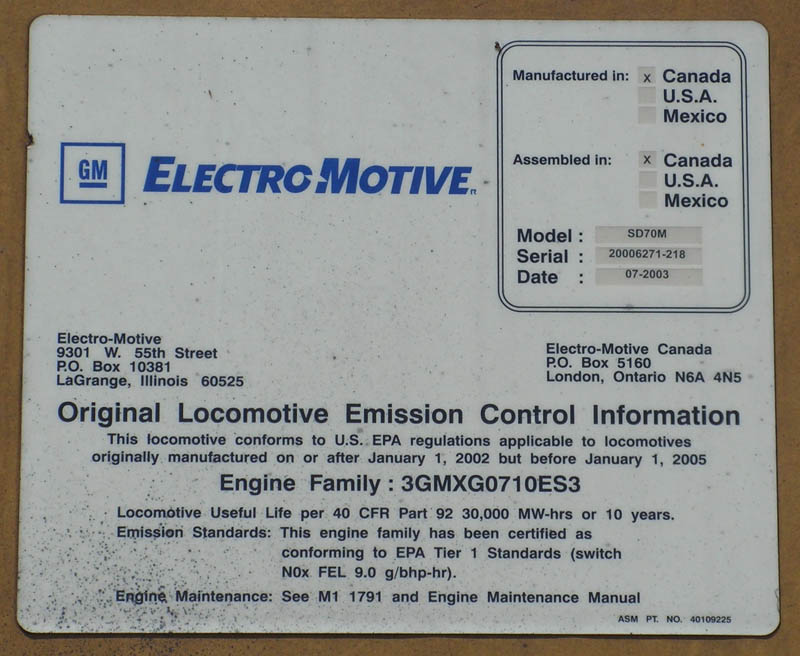 Manufactured in: x Canada
U.S.A.
Mexico
GM ELECTRO-MOTIVE
Assembled in: x Canada
U.S.A.
Mexico
Model : SD70M
Serial : 20006271-218
Date : 07-2003
Electro-Motive
9301 W. 55th Street
P.O. Box 10381
LaGrange, Illinois 60525
Electro-Motive Canada
P.O. Box 5160
London, Ontario N6A 4N5
Original Locomotive Emission Control Information
This locomotive conforms to U.S. EPA regulations applicable to locomotives
originally manufactured on or after January 1, 2002 but before January 1, 2005
Engine Family : 3GMXG0710ES3
Locomotive Useful Life per 40 CFR Part 92 30,000 MW-hrs or 10 years.
Emission Standards: This engine family has been certified as
conforming to EPA Tier 1 Standards (switch
N0x FEL 9.0 g/bhp-hr).
Engine Maintenance: See M1 1791 and Engine Maintenance Manual
ASM PT. NO. 40109225